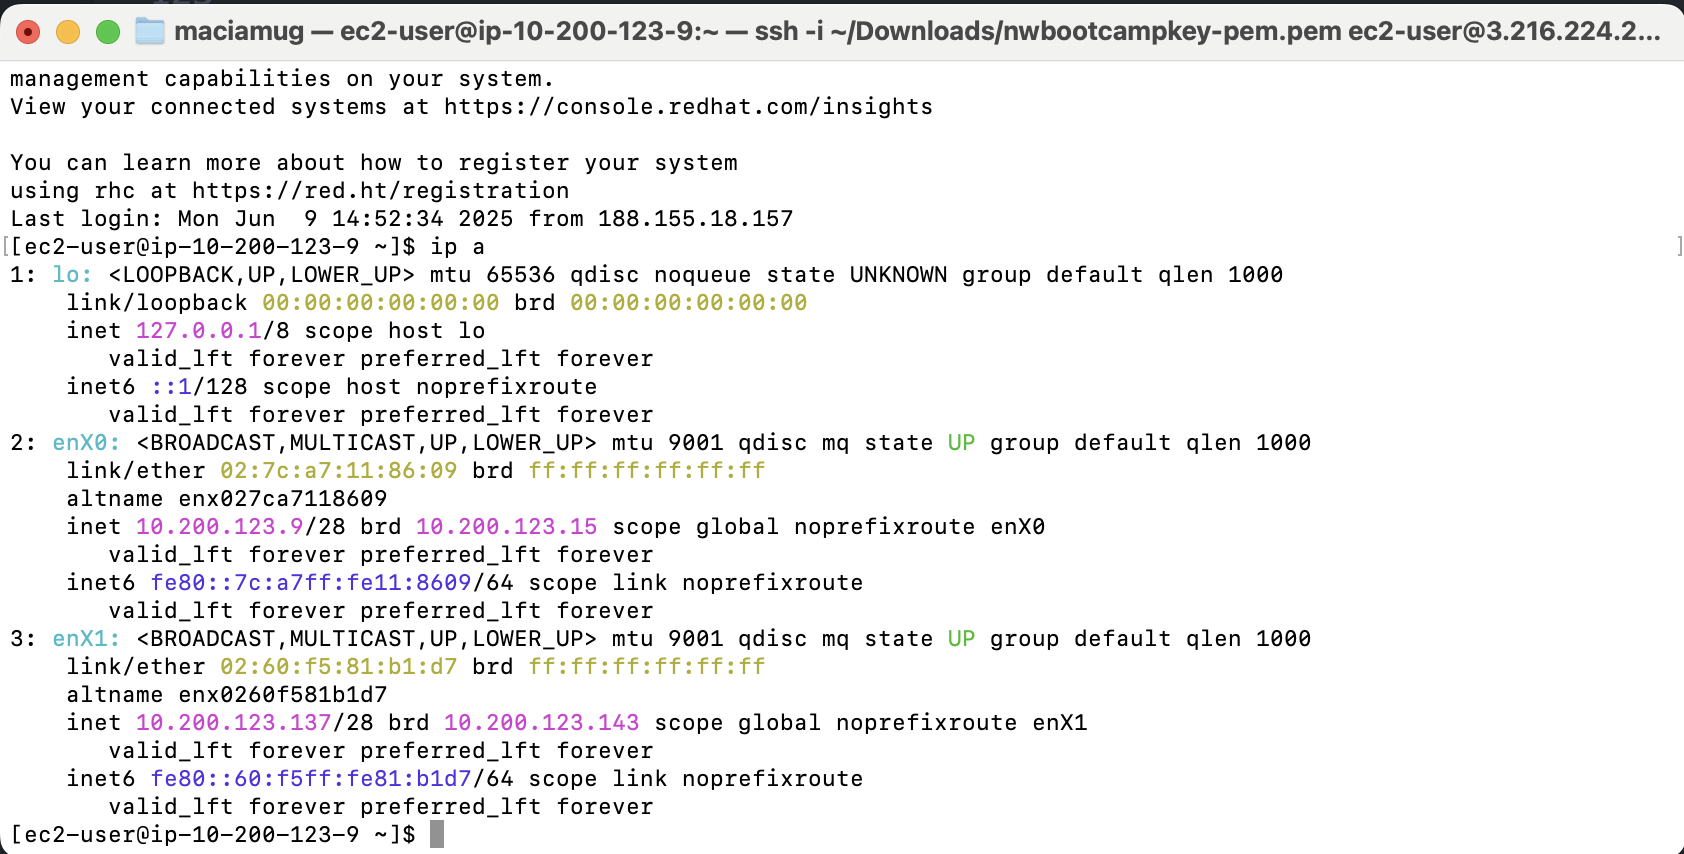 maciamug — ec2-user@ip-10-200-123-9:~ — ssh -i ~/Downloads/nwbootcampkey-pem.pem ec2-user@3.216.224.2...
management capabilities on your system.
View your connected systems at https://console.redhat.com/insights
You can learn more about how to register your system
using rhc at https://red.ht/registration
Last login: Mon Jun  9 14:52:34 2025 from 188.155.18.157
[[ec2-user@ip-10-200-123-9 ~]$ ip a ]
1: lo: <LOOPBACK,UP,LOWER_UP> mtu 65536 qdisc noqueue state UNKNOWN group default qlen 1000
    link/loopback 00:00:00:00:00:00 brd 00:00:00:00:00:00
    inet 127.0.0.1/8 scope host lo
       valid_lft forever preferred_lft forever
    inet6 ::1/128 scope host noprefixroute
       valid_lft forever preferred_lft forever
2: enX0: <BROADCAST,MULTICAST,UP,LOWER_UP> mtu 9001 qdisc mq state UP group default qlen 1000
    link/ether 02:7c:a7:11:86:09 brd ff:ff:ff:ff:ff:ff
    altname enx027ca7118609
    inet 10.200.123.9/28 brd 10.200.123.15 scope global noprefixroute enX0
       valid_lft forever preferred_lft forever
    inet6 fe80::7c:a7ff:fe11:8609/64 scope link noprefixroute
       valid_lft forever preferred_lft forever
3: enX1: <BROADCAST,MULTICAST,UP,LOWER_UP> mtu 9001 qdisc mq state UP group default qlen 1000
    link/ether 02:60:f5:81:b1:d7 brd ff:ff:ff:ff:ff:ff
    altname enx0260f581b1d7
    inet 10.200.123.137/28 brd 10.200.123.143 scope global noprefixroute enX1
       valid_lft forever preferred_lft forever
    inet6 fe80::60:f5ff:fe81:b1d7/64 scope link noprefixroute
       valid_lft forever preferred_lft forever
[ec2-user@ip-10-200-123-9 ~]$